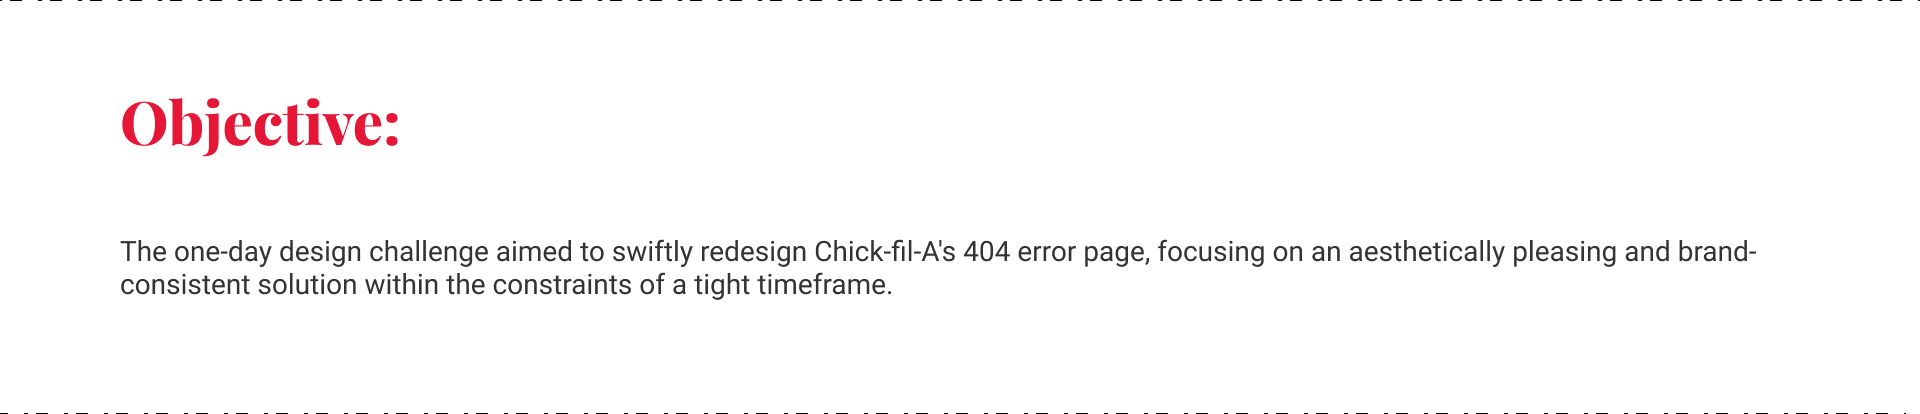 Objective:
The one-day design challenge aimed to swiftly redesign Chick-fil-A's 404 error page, focusing on an aesthetically pleasing and brand-
consistent solution within the constraints of a tight timeframe.